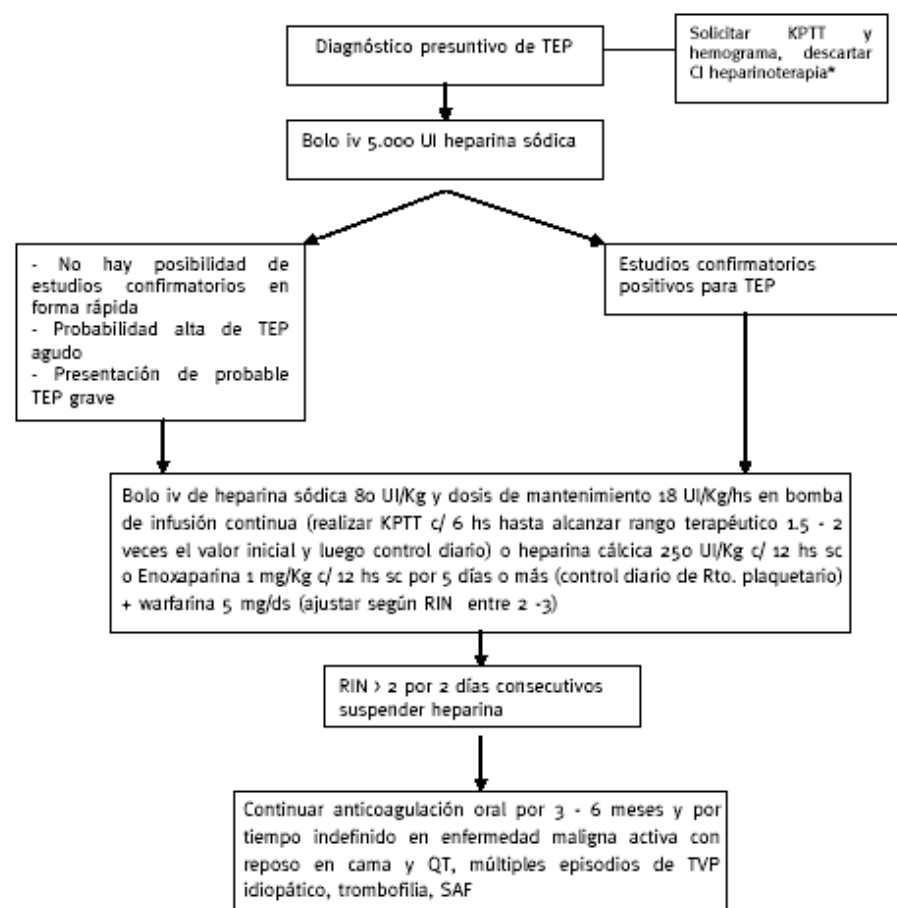 Diagnóstico presuntivo de TEP
Solicitar KPTT y
hemograma, descartar
CI heparinoterapia*
Bolo iv 5.000 UI heparina sódica
- No hay posibilidad de
estudios confirmatorios en
forma rápida
- Probabilidad alta de TEP
agudo
- Presentación de probable
TEP grave
Estudios confirmatorios
positivos para TEP
Bolo iv de heparina sódica 80 UI/Kg y dosis de mantenimiento 18 UI/Kg/hs en bomba
de infusión continua (realizar KPTT c/ 6 hs hasta alcanzar rango terapéutico 1.5 - 2
veces el valor inicial y luego control diario) o heparina cálcica 250 UI/Kg c/ 12 hs sc
o Enoxaparina 1 mg/Kg c/ 12 hs sc por 5 días o más (control diario de Rto. plaquetario)
+ warfarina 5 mg/ds (ajustar según RIN entre 2 -3)
RIN > 2 por 2 días consecutivos
suspender heparina
Continuar anticoagulación oral por 3 - 6 meses y por
tiempo indefinido en enfermedad maligna activa con
reposo en cama y QT, múltiples episodios de TVP
idiopático, trombofilia, SAF